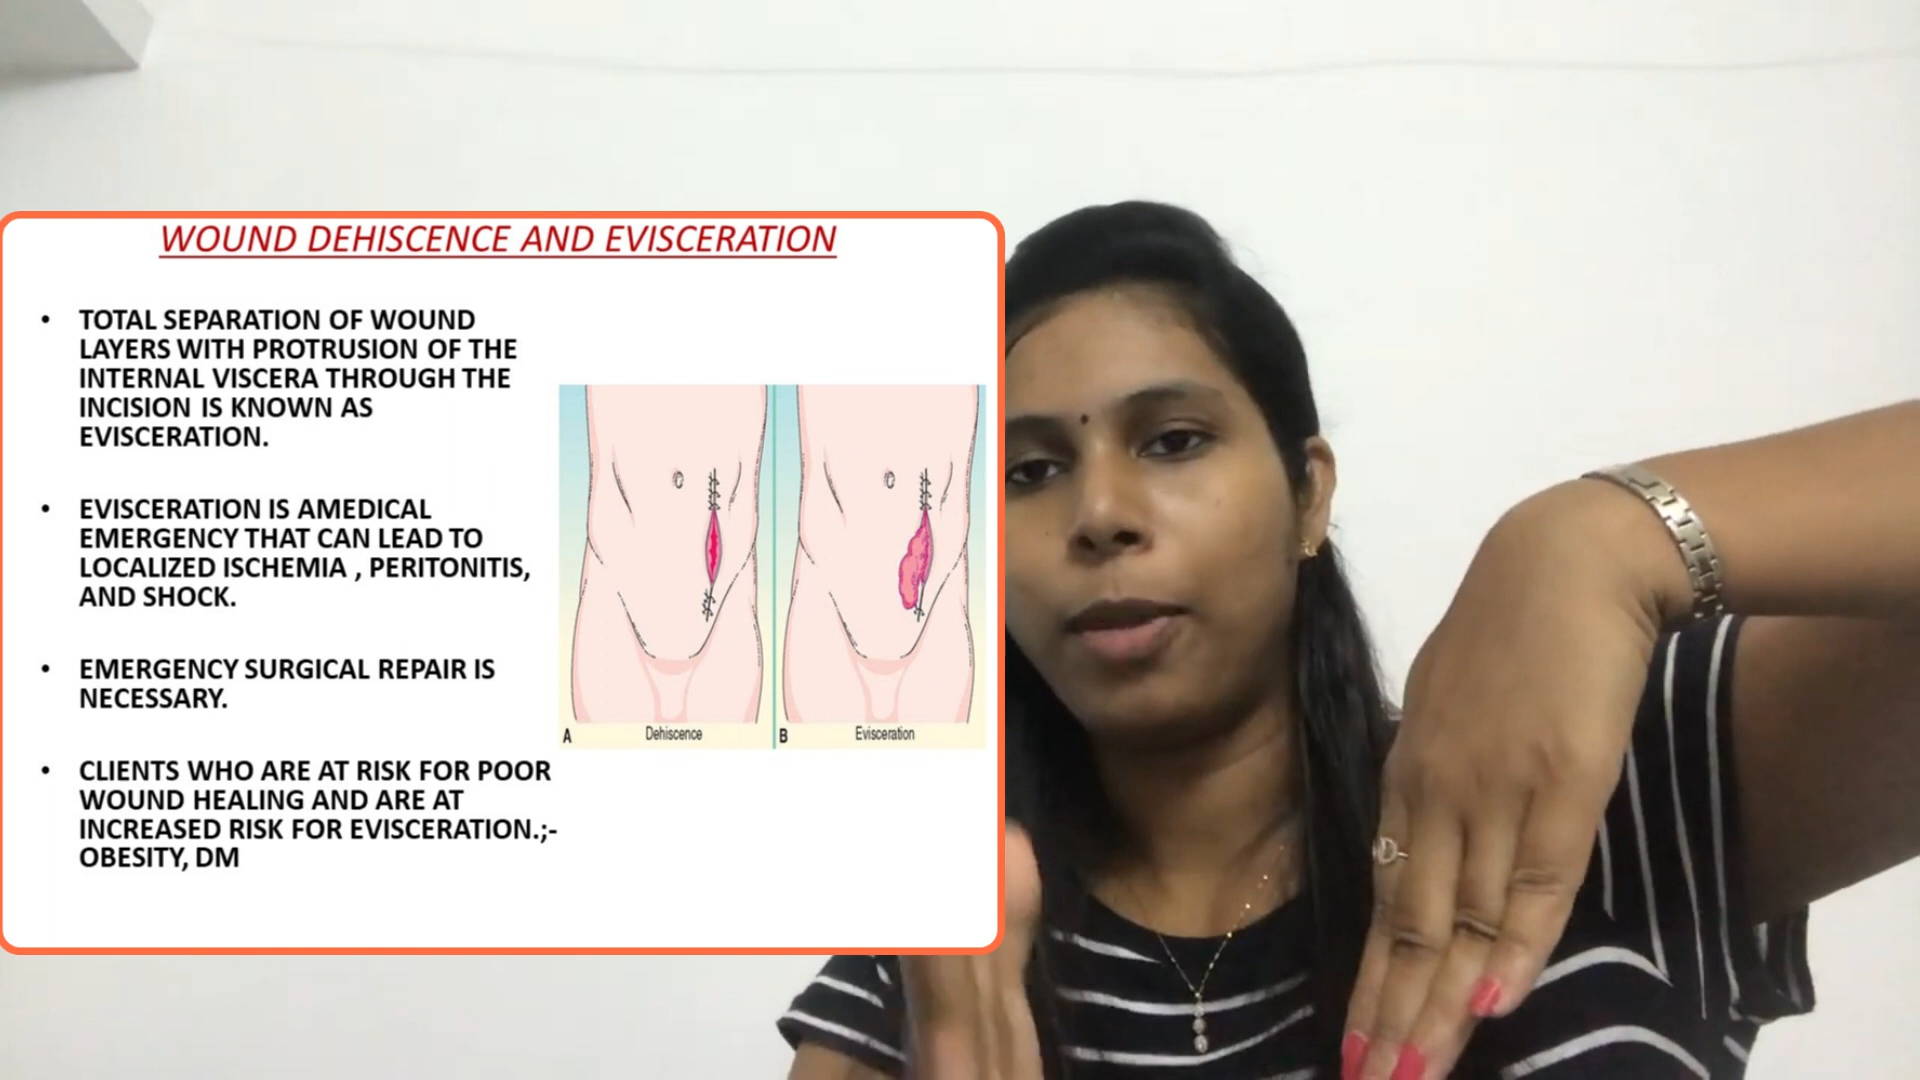 WOUND DEHISCENCE AND EVISCERATION
• TOTAL SEPARATION OF WOUND
LAYERS WITH PROTRUSION OF THE
INTERNAL VISCERA THROUGH THE
INCISION IS KNOWN AS
EVISCERATION.
• EVISCERATION IS AMEDICAL
EMERGENCY THAT CAN LEAD TO
LOCALIZED ISCHEMIA , PERITONITIS,
AND SHOCK.
• EMERGENCY SURGICAL REPAIR IS
NECESSARY.
• CLIENTS WHO ARE AT RISK FOR POOR
WOUND HEALING AND ARE AT
INCREASED RISK FOR EVISCERATION.;-
OBESITY, DM
A Dehiscence
B Evisceration